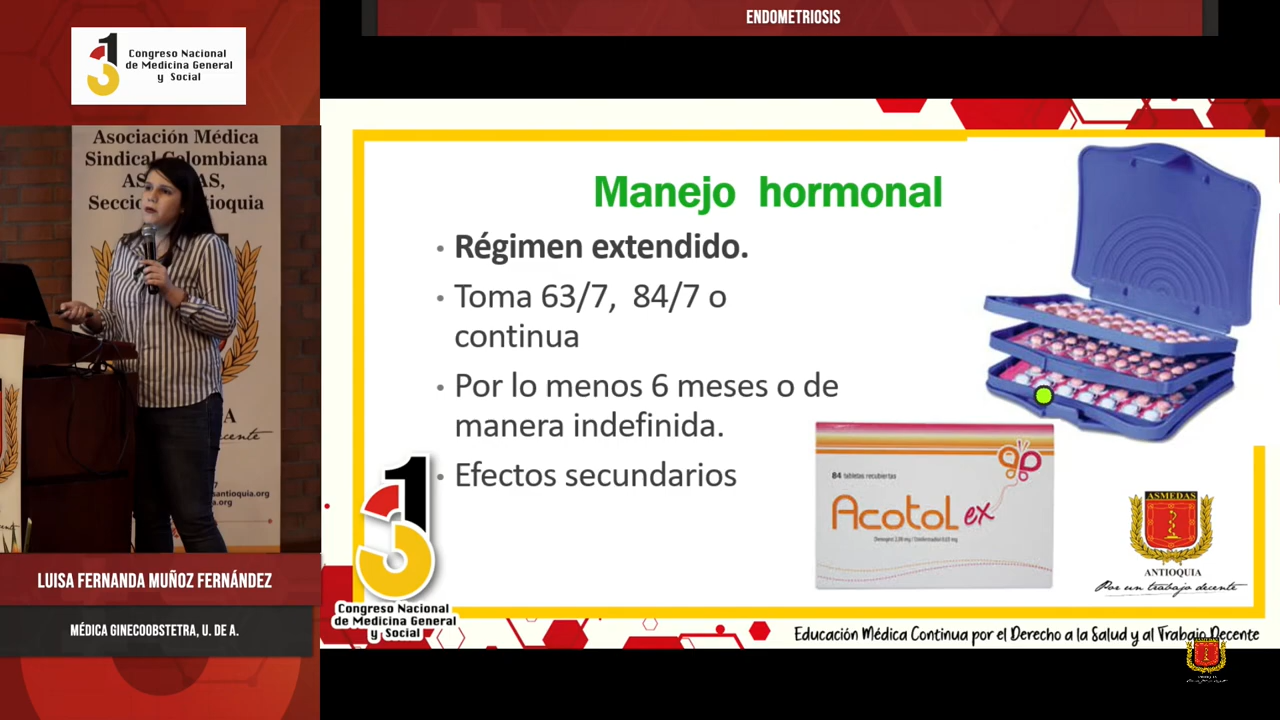 ENDOMETRIOSIS
Congreso Nacional
de Medicina General
y Social
Asociación Médica
Sindical Colombiana
Manejo hormonal
• Régimen extendido.
• Toma 63/7, 84/7 o
continua
• Por lo menos 6 meses o de
manera indefinida.
• Efectos secundarios
84 tabletas recubiertas
Acotol ex
ASMEDAS
ANTIOQUIA
Por un trabajo decente
Congreso Nacional
de Medicina General
y Social
Educación Médica Continua por el Derecho a la Salud y al Trabajo Decente
LUISA FERNANDA MUÑOZ FERNÁNDEZ
MÉDICA GINECOOBSTETRA, U. DE A.